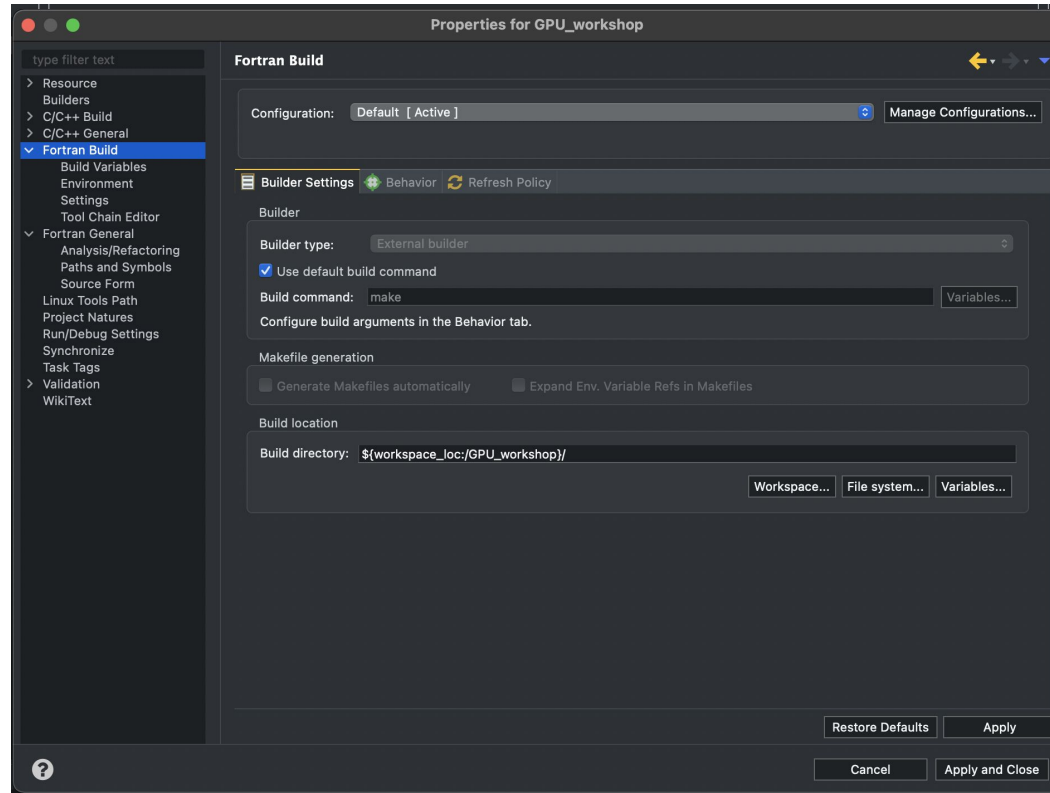 Properties for GPU_workshop
type filter text
Resource
Builders
C/C++ Build
C/C++ General
Fortran Build
Build Variables
Environment
Settings
Tool Chain Editor
Fortran General
Analysis/Refactoring
Paths and Symbols
Source Form
Linux Tools Path
Project Natures
Run/Debug Settings
Synchronize
Task Tags
Validation
WikiText
Fortran Build
Configuration: Default [ Active ] Manage Configurations...
Builder Settings Behavior Refresh Policy
Builder
Builder type: External builder
Use default build command
Build command: make Variables...
Configure build arguments in the Behavior tab.
Makefile generation
Generate Makefiles automatically Expand Env. Variable Refs in Makefiles
Build location
Build directory: ${workspace_loc:/GPU_workshop}/
Workspace... File system... Variables...
Restore Defaults Apply
? Cancel Apply and Close